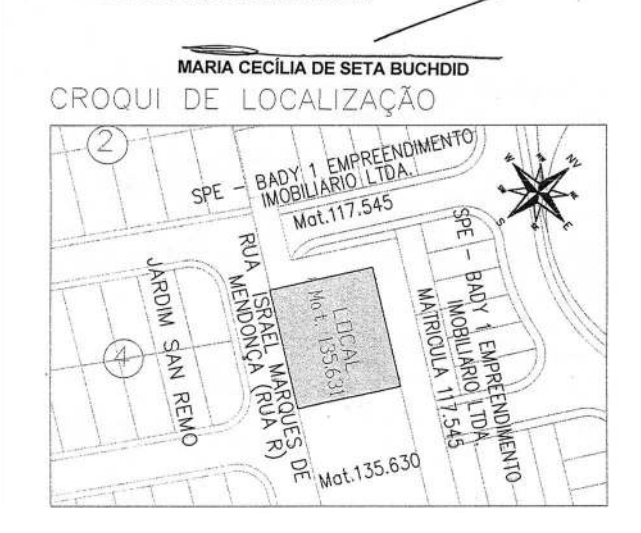 MARIA CECÍLIA DE SETA BUCHDID
CROQUI DE LOCALIZAÇÃO
2
SPE - BADY 1 EMPREENDIMENTO
IMOBILIARIO LTDA.
Mat.117.545
W
NV
S
E
SPE - BADY 1 EMPREENDIMENTO
IMOBILIARIO LTDA.
MATRICULA 117.545
RUA ISRAEL MARQUES DE
MENDONÇA (RUA R)
LOCAL
Mat. 135.631
JARDIM SAN REMO
4
Mat.135.630